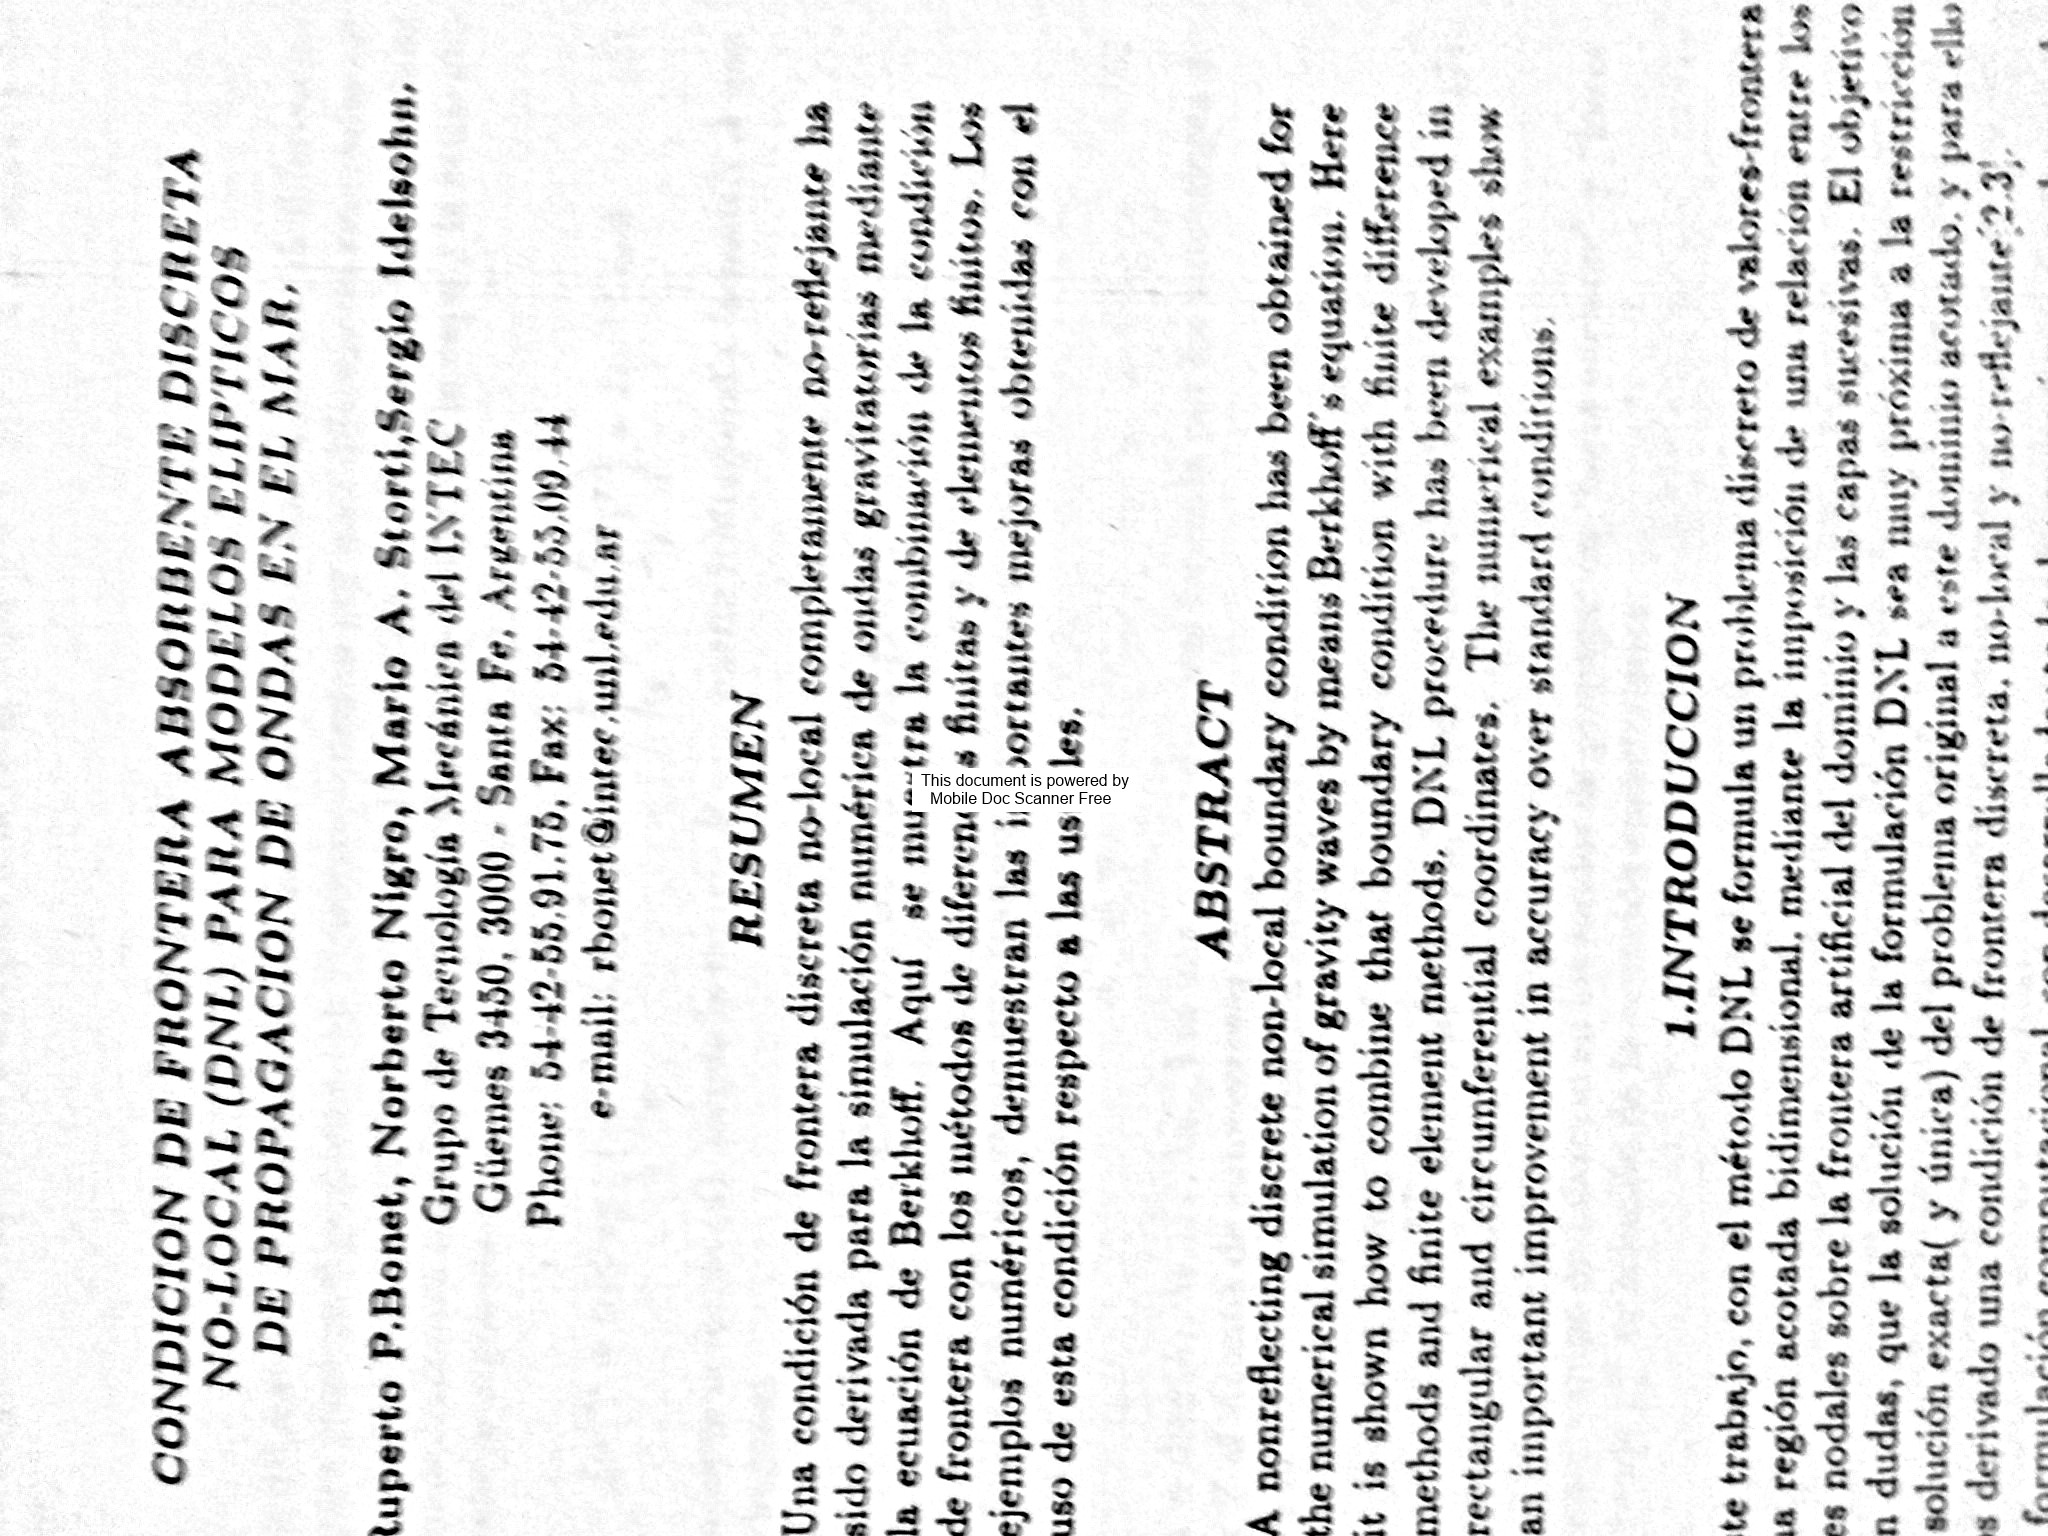 CONDICION DE FRONTERA ABSORBENTE DISCRETA
NO-LOCAL (DNL) PARA MODELOS ELIPTICOS
DE PROPAGACION DE ONDAS EN EL MAR.
Ruperto P.Bonet, Norberto Nigro, Mario A. Storti,Sergio Idelsohn.
Grupo de Tecnología Mecánica del INTEC
Güemes 3450, 3000 - Santa Fe, Argentina
Phone: 54-42-55.91.75, Fax: 54-42-55.09.44
e-mail: rbonet@intec.unl.edu.ar
RESUMEN
Una condición de frontera discreta no-local completamente no-reflejante ha
sido derivada para la simulación numérica de ondas gravitatorias mediante
la ecuación de Berkhoff. Aquí se muestra la combinación de la condición
de frontera con los métodos de diferencias finitas y de elementos finitos. Los
ejemplos numéricos, demuestran las importantes mejoras obtenidas con el
uso de esta condición respecto a las usuales.
This document is powered by
Mobile Doc Scanner Free
ABSTRACT
A nonreflecting discrete non-local boundary condition has been obtained for
the numerical simulation of gravity waves by means Berkhoff's equation. Here
it is shown how to combine that boundary condition with finite difference
methods and finite element methods. DNL procedure has been developed in
rectangular and circumferential coordinates. The numerical examples show
an important improvement in accuracy over standard conditions.
1.INTRODUCCION
te trabajo, con el método DNL se formula un problema discreto de valores-frontera
na región acotada bidimensional, mediante la imposición de una relación entre los
es nodales sobre la frontera artificial del dominio y las capas sucesivas. El objetivo
n dudas, que la solución de la formulación DNL sea muy próxima a la restricción
solución exacta( y única) del problema original a este dominio acotado, y para ello
s derivado una condición de frontera discreta, no-local y no-reflejante
formulación computacional